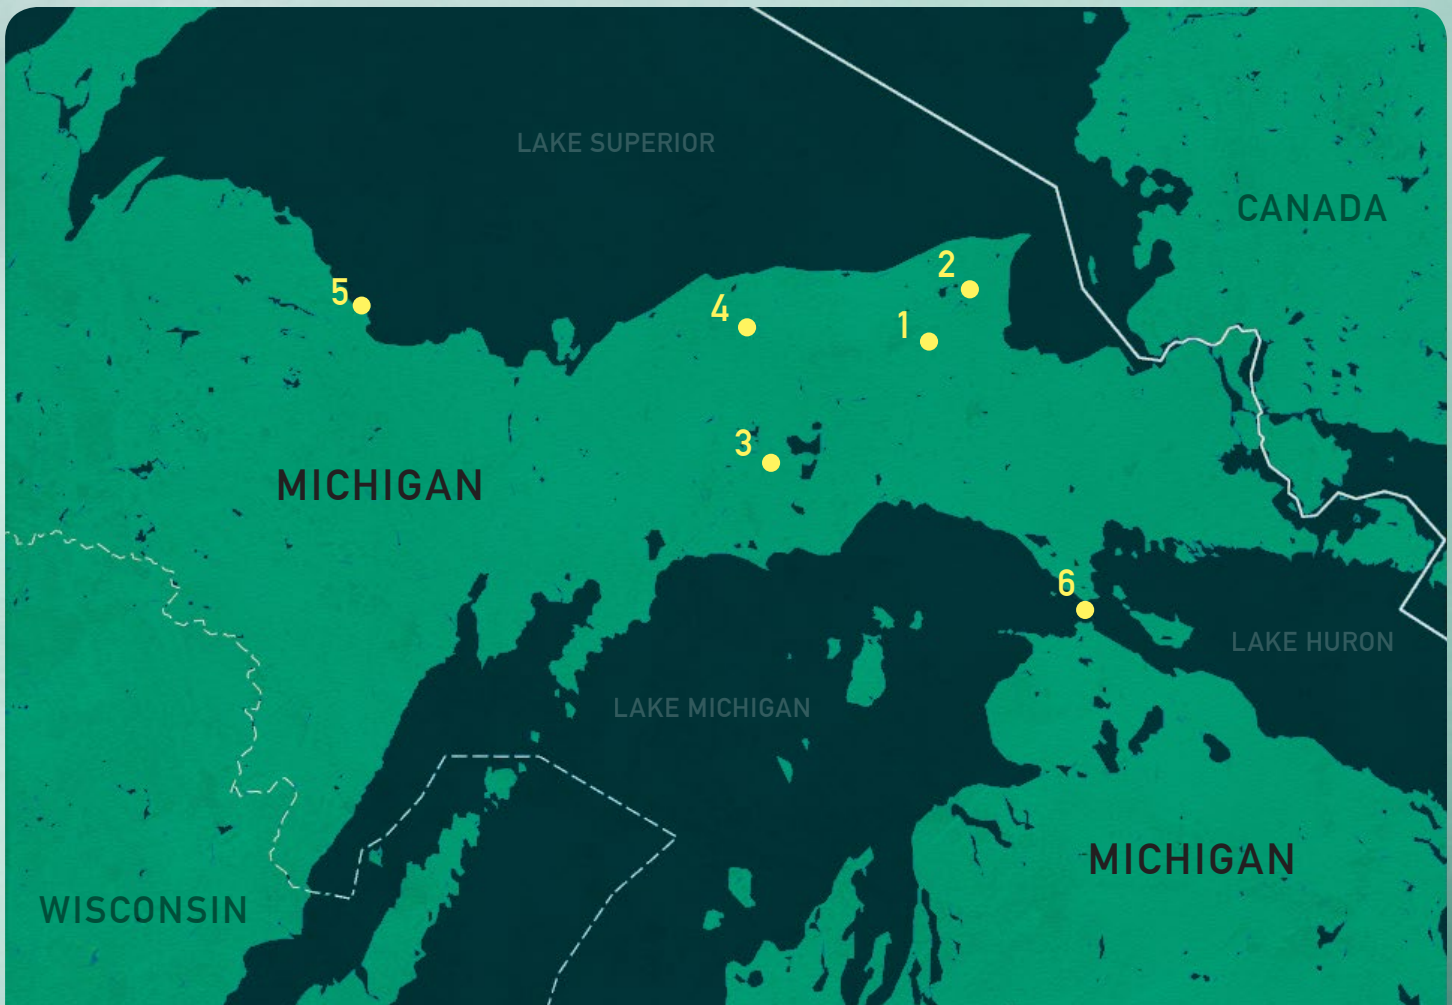 LAKE SUPERIOR
CANADA
2
5
4
1
3
MICHIGAN
6
LAKE HURON
LAKE MICHIGAN
MICHIGAN
WISCONSIN